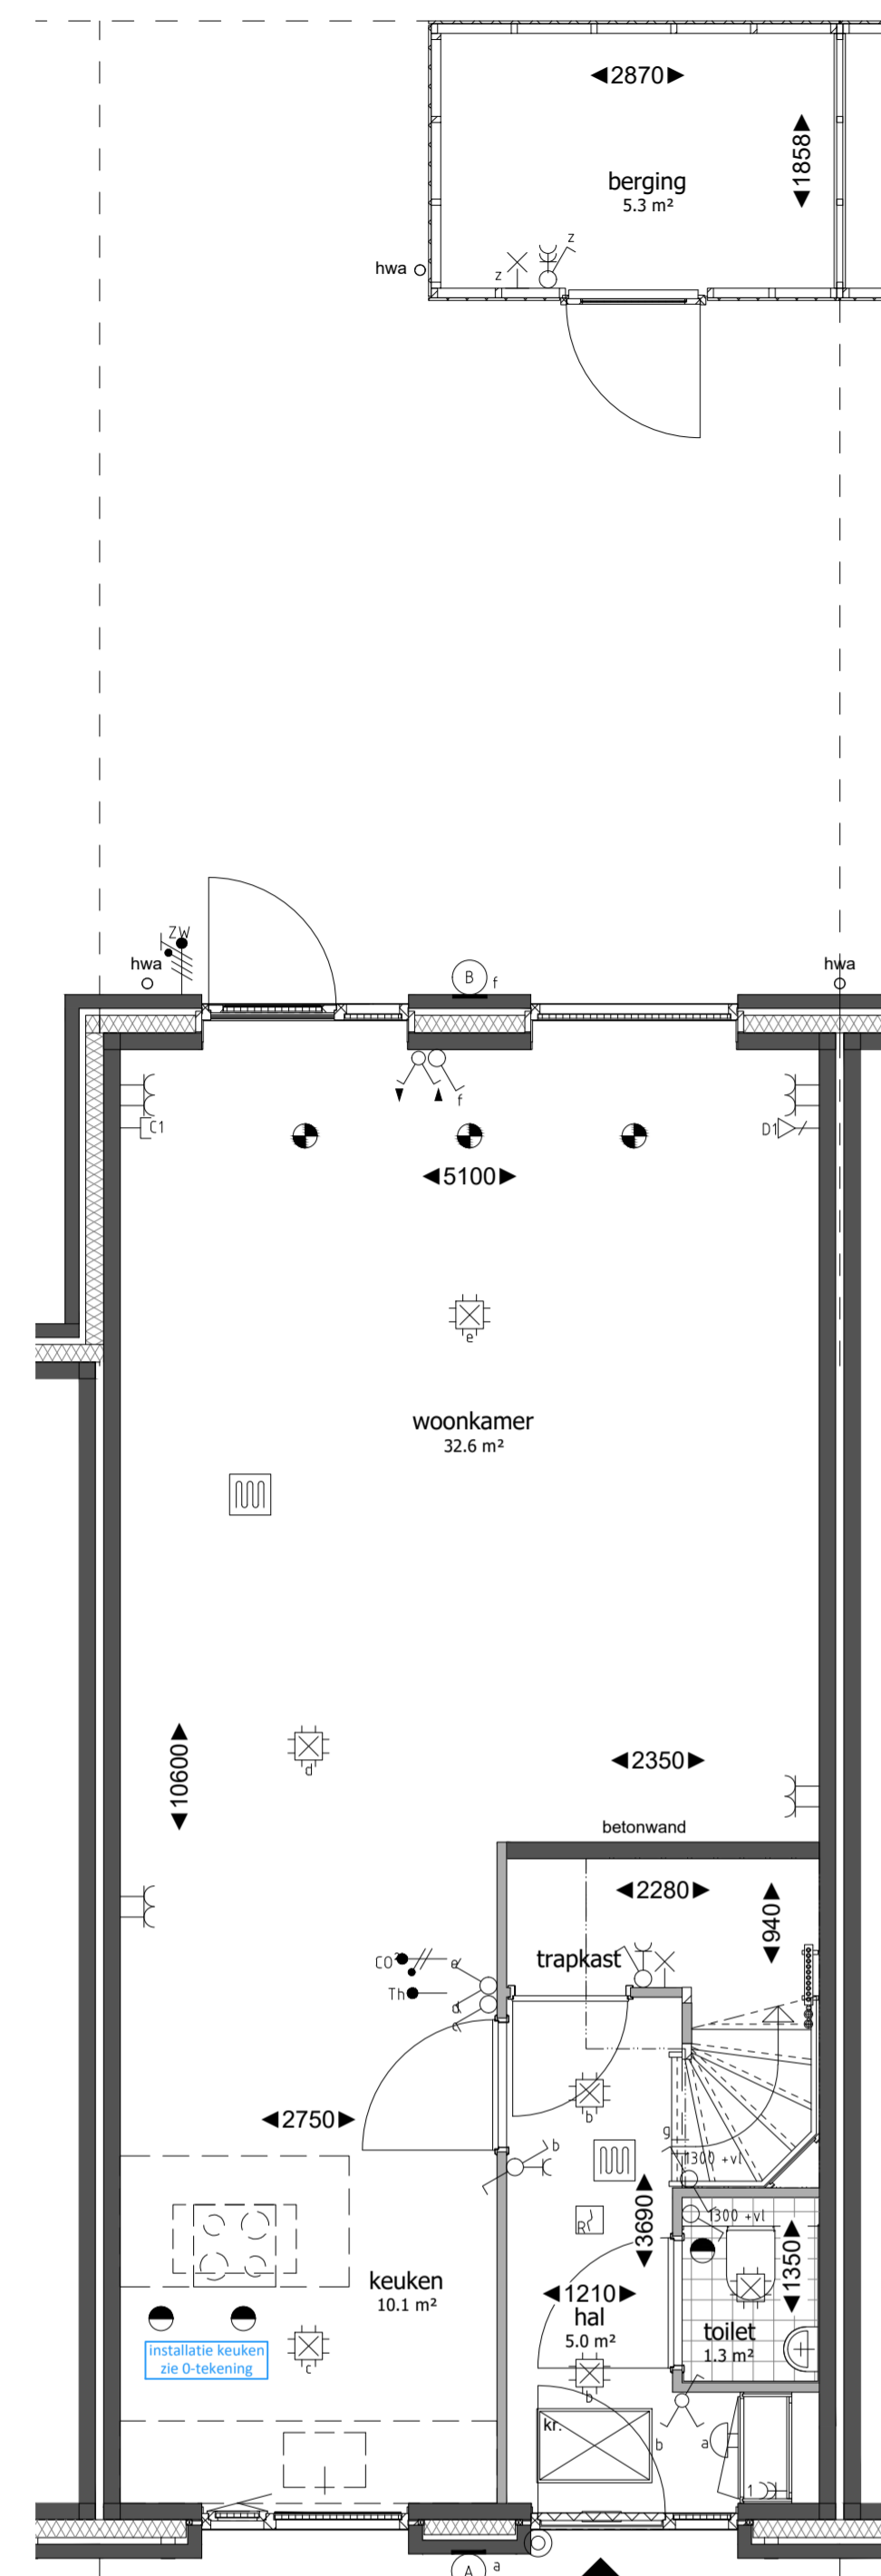 2870
1858
berging
5.3 m²
hwa
z
z
ZW
hwa
B
f
hwa
f
C1
D1
5100
e
woonkamer
32.6 m²
d
10600
2350
betonwand
2280
940
trapkast
CO²
e
Th
d
c
b
2750
b
g
1300 +vl
R
3690
1300 +vl
1350
keuken
10.1 m²
1210
hal
5.0 m²
toilet
1.3 m²
installatie keuken
zie 0-tekening
c
b
kr.
b
a
1
A
a